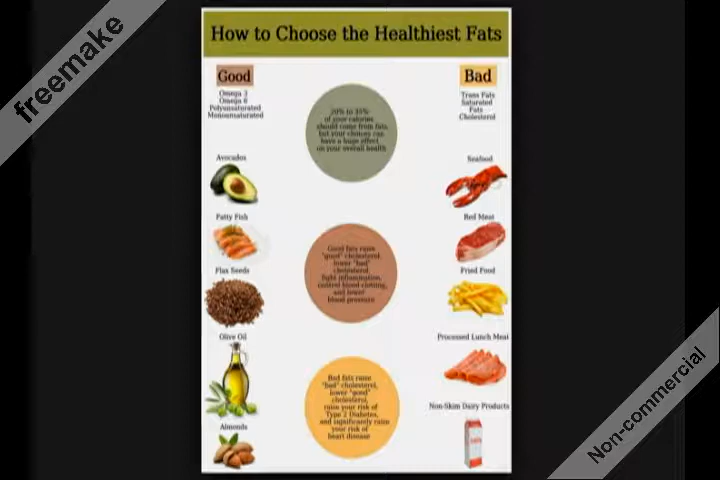 freemake
How to Choose the Healthiest Fats
Good
Omega 3
Omega 6
Polyunsaturated
Monounsaturated
Avocados
Fatty Fish
Flax Seeds
Olive Oil
Almonds
20% to 35%
of your calories
should come from fats,
but your choices can
have a huge effect
on your overall health
Good fats raise
"good" cholesterol,
lower "bad"
cholesterol,
fight inflammation,
control blood clotting,
and lower
blood pressure
Bad fats raise
"bad" cholesterol,
lower "good"
cholesterol,
raise your risk of
Type 2 Diabetes,
and significantly raise
your risk of
heart disease
Bad
Trans Fats
Saturated
Fats
Cholesterol
Seafood
Red Meat
Fried Food
Processed Lunch Meat
Non-Skim Dairy Products
Non-commercial